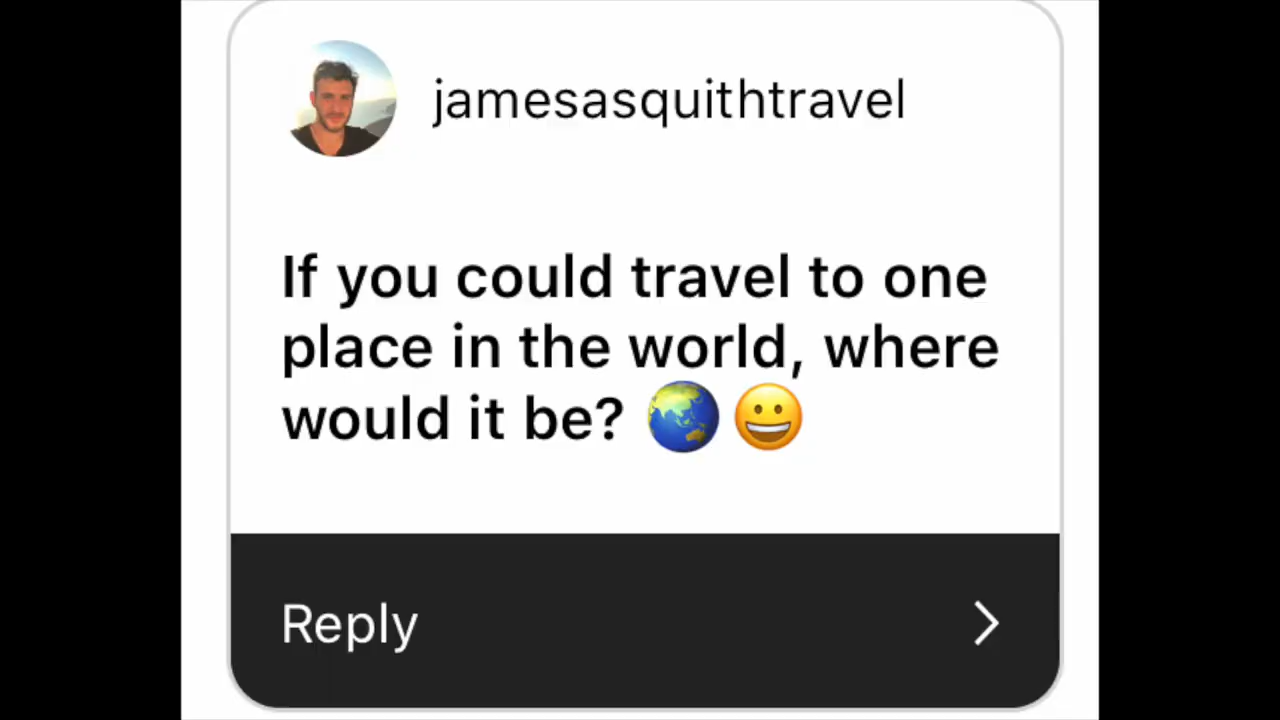 jamesasquithtravel
If you could travel to one
place in the world, where
would it be? 🌏 😀
Reply